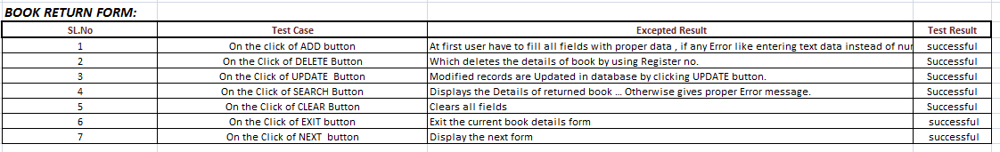 BOOK RETURN FORM:
SL.No Test Case Excepted Result Test Result
1 On the click of ADD button At first user have to fill all fields with proper data , if any Error like entering text data instead of nur successful
2 On the Click of DELETE Button Which deletes the details of book by using Register no. Successful
3 On the Click of UPDATE Button Modified records are Updated in database by clicking UPDATE button. Successful
4 On the Click of SEARCH Button Displays the Details of returned book ... Otherwise gives proper Error message. Successful
5 On the Click of CLEAR Button Clears all fields Successful
6 On the Click of EXIT button Exit the current book details form successful
7 On the Click of NEXT button Display the next form successful